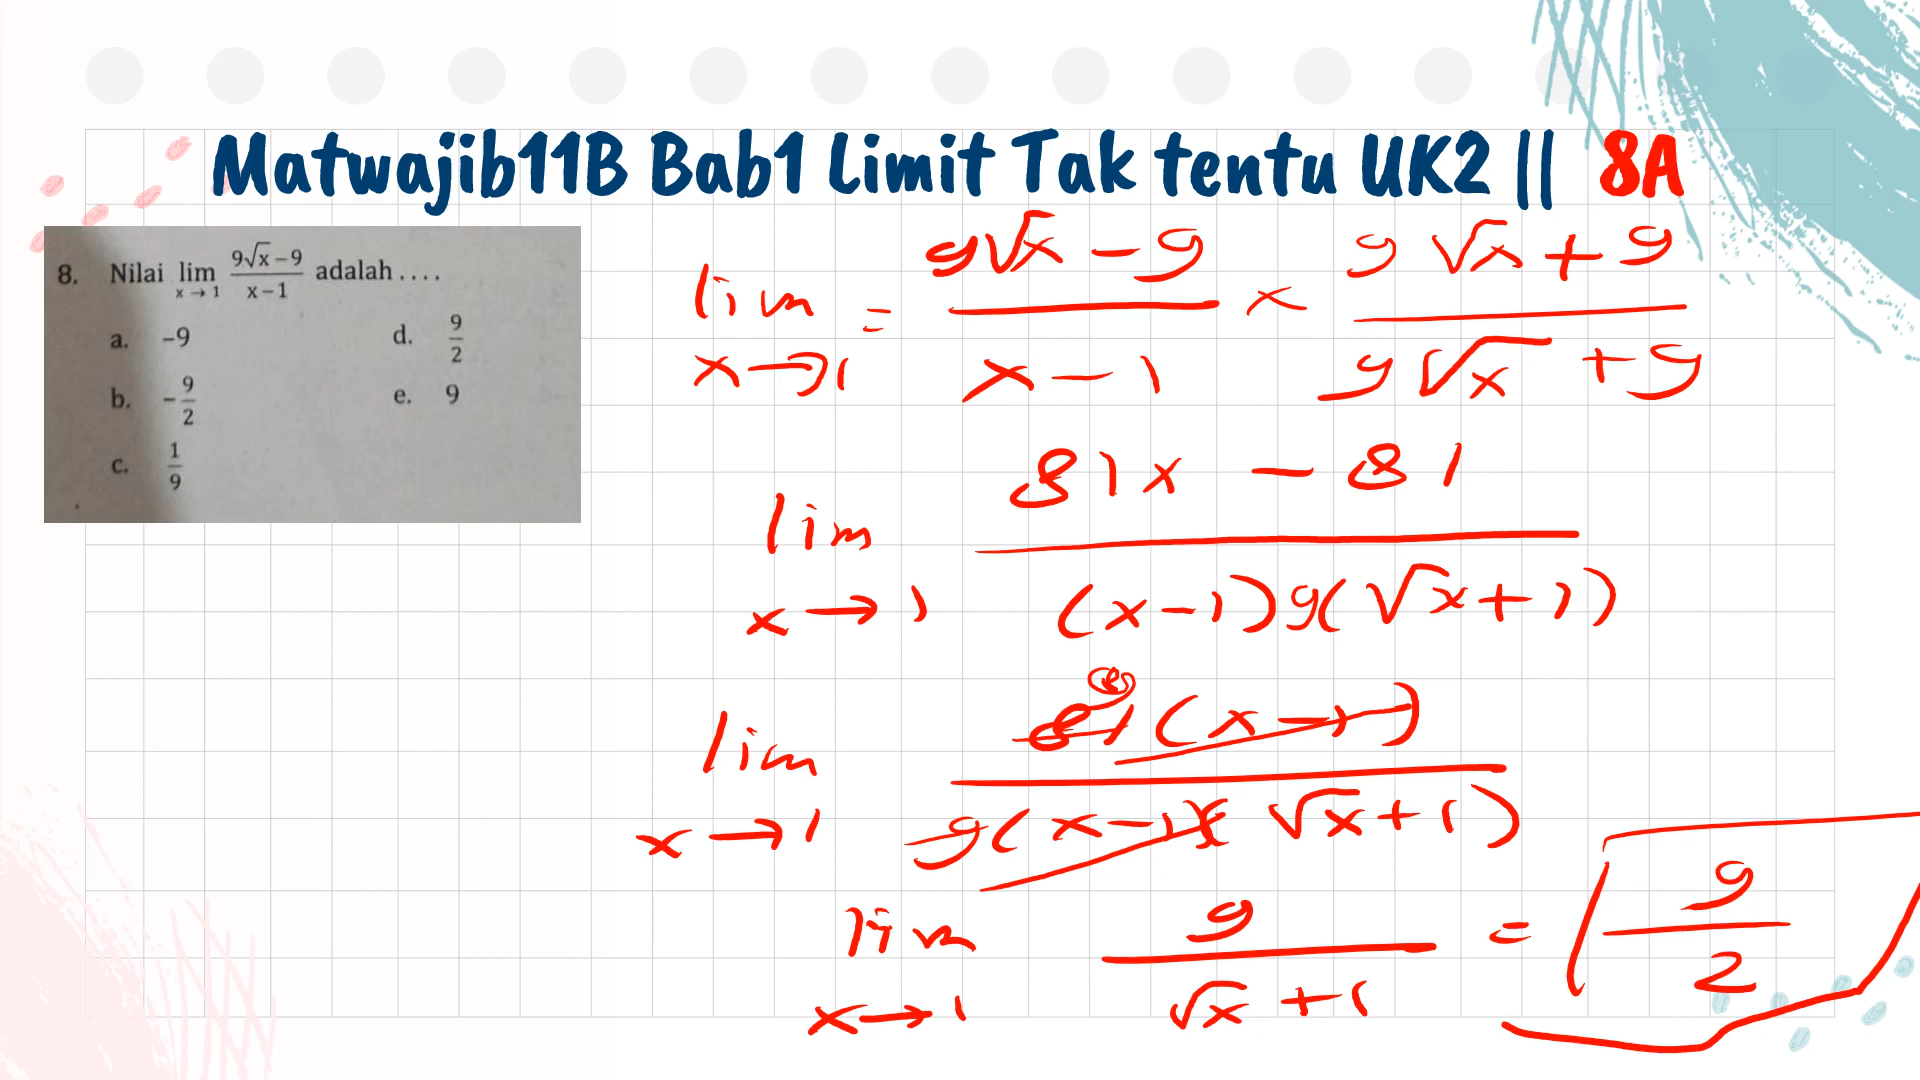 Matwajib11B Bab1 Limit Tak tentu UK2 || 8A
8. Nilai lim x→1 (9√x−9)/(x−1) adalah ....
a. −9
b. −9/2
c. 1/9
d. 9/2
e. 9
lim x→1 = (9√x − 9)/(x − 1) × (9√x + 9)/(9√x + 9)
lim x→1 (81x − 81)/((x−1)9(√x+1))
lim x→1 81(x−1)/(9(x−1)(√x+1))
lim x→1 9/(√x+1) = 9/2